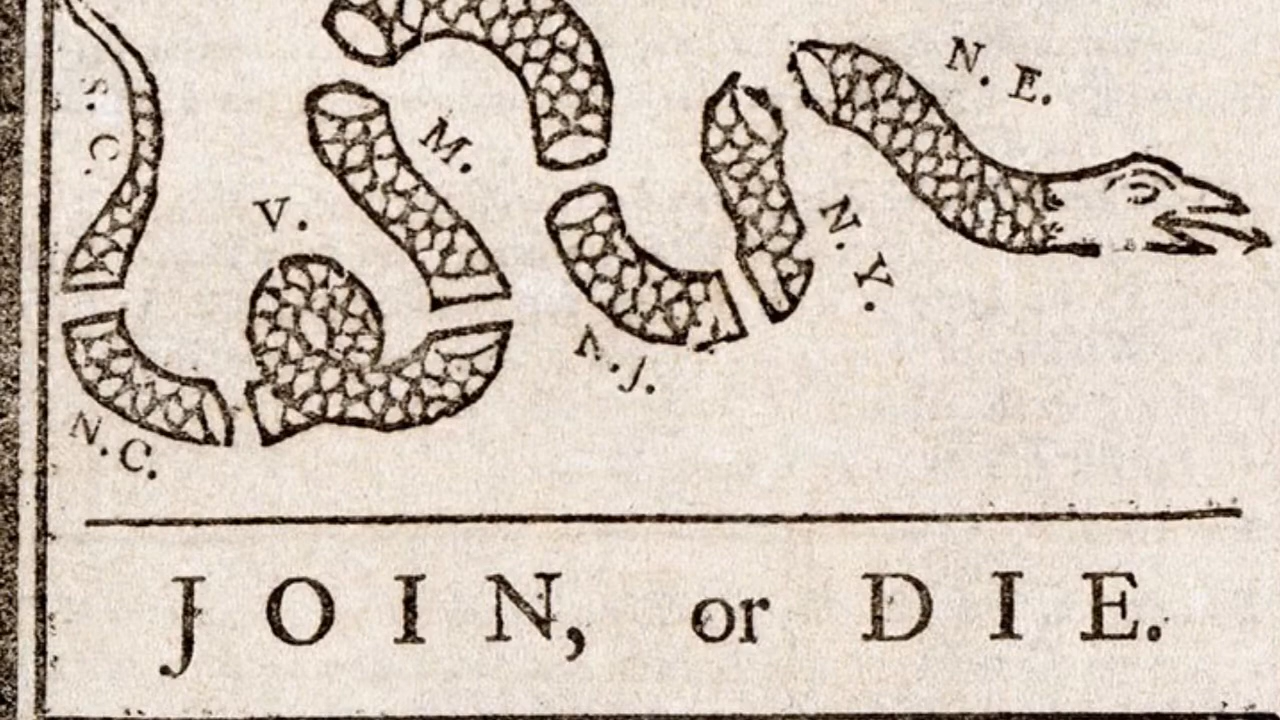 S. C.
N. C.
V.
M.
N. J.
N. Y.
N. E.
JOIN, or DIE.